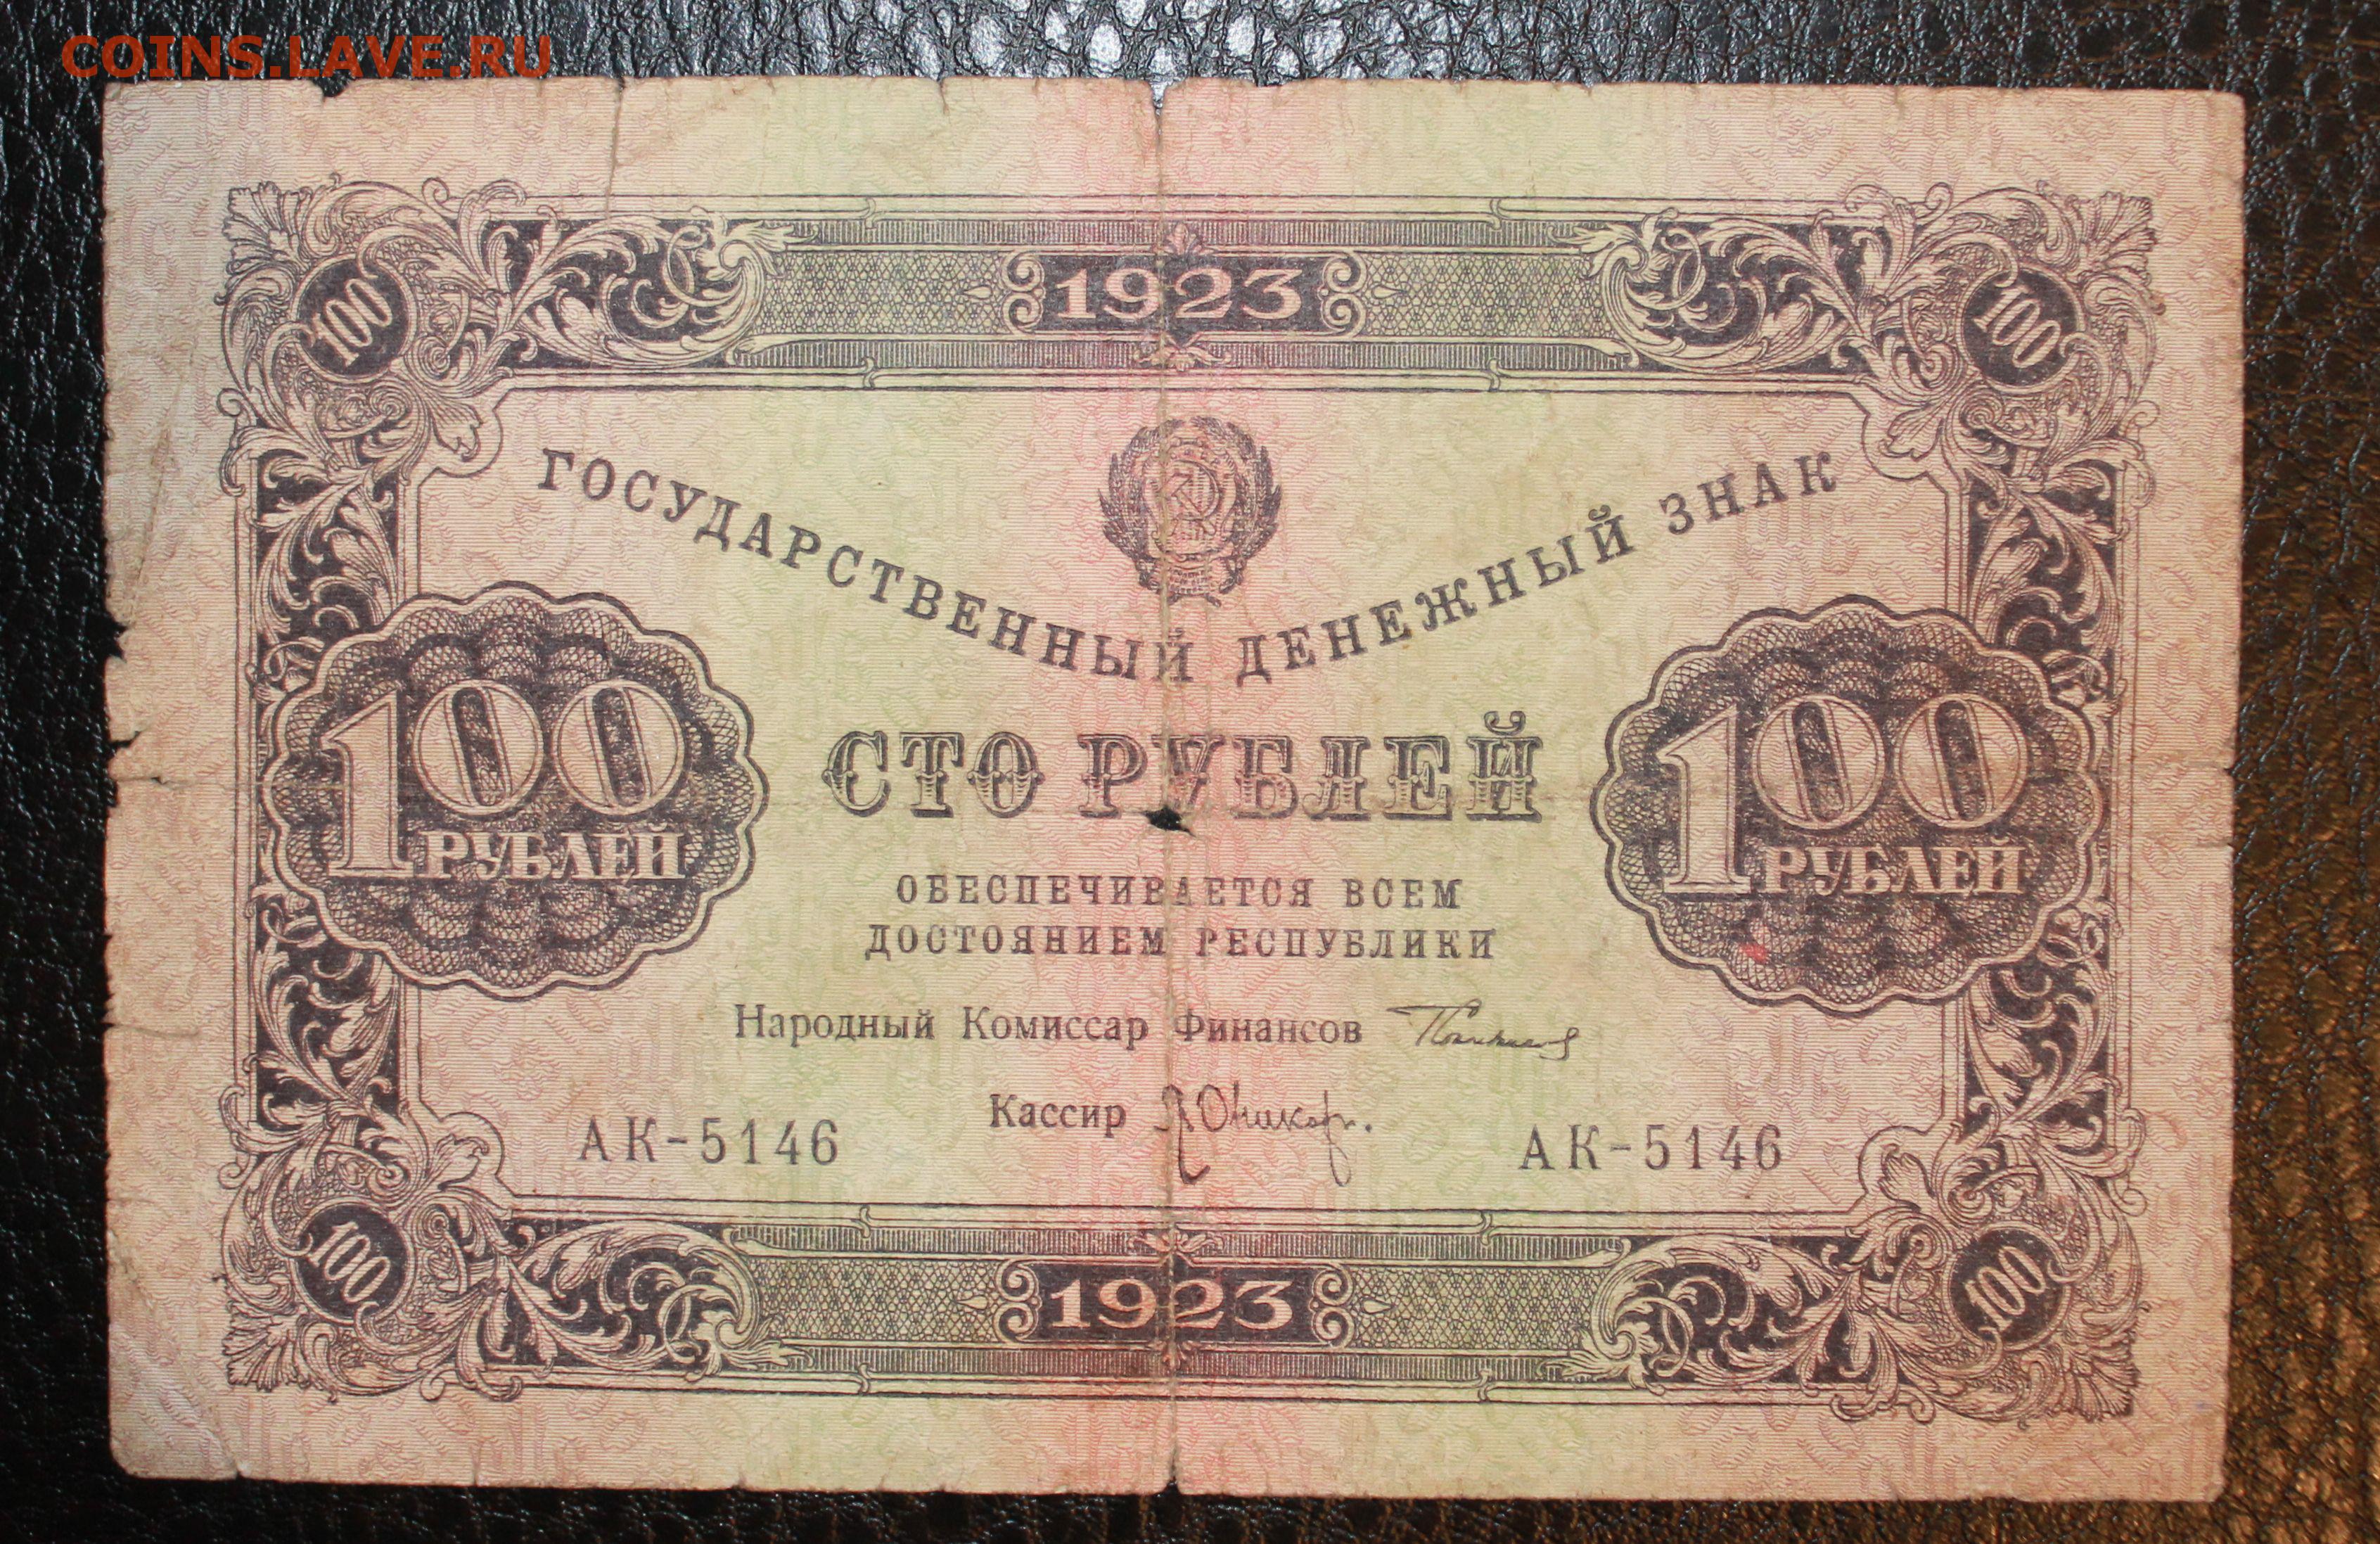 COINS.LAVE.RU
1923
100 100
ГОСУДАРСТВЕННЫЙ ДЕНЕЖНЫЙ ЗНАК
100 РУБЛЕЙ
СТО РУБЛЕЙ
100 РУБЛЕЙ
ОБЕСПЕЧИВАЕТСЯ ВСЕМ
ДОСТОЯНИЕМ РЕСПУБЛИКИ
Народный Комиссар Финансов
Кассир
АК-5146 АК-5146
100 100
1923